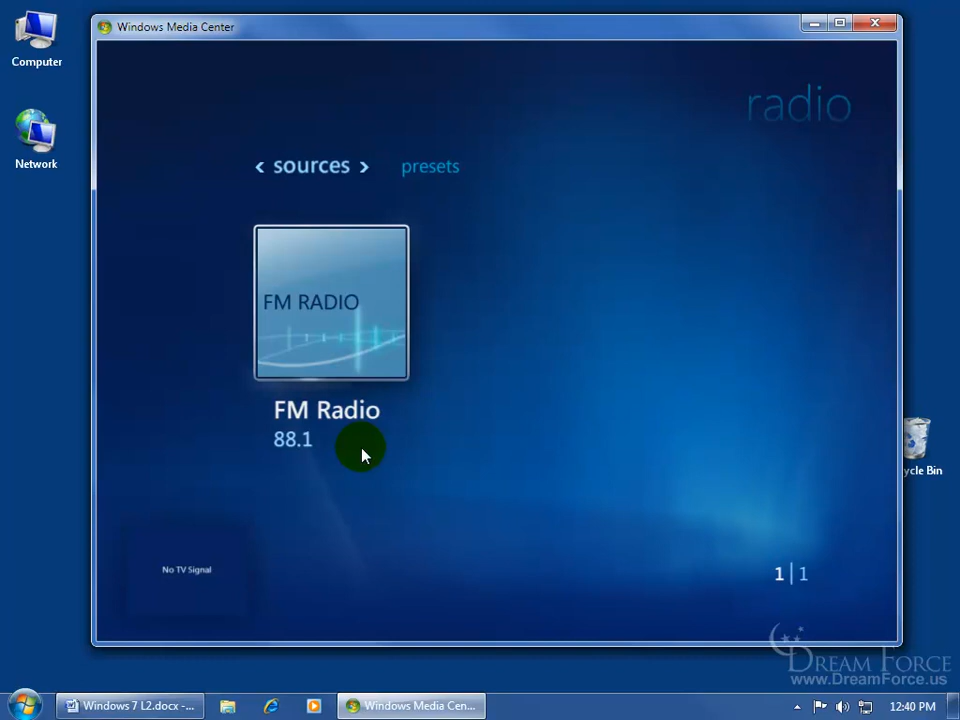 Windows Media Center
Computer
radio
Network
< sources > presets
FM RADIO
FM Radio
88.1
ycle Bin
No TV Signal
1|1
DREAM FORCE
www.DreamForce.us
Windows 7 L2.docx -...
Windows Media Cen...
12:40 PM